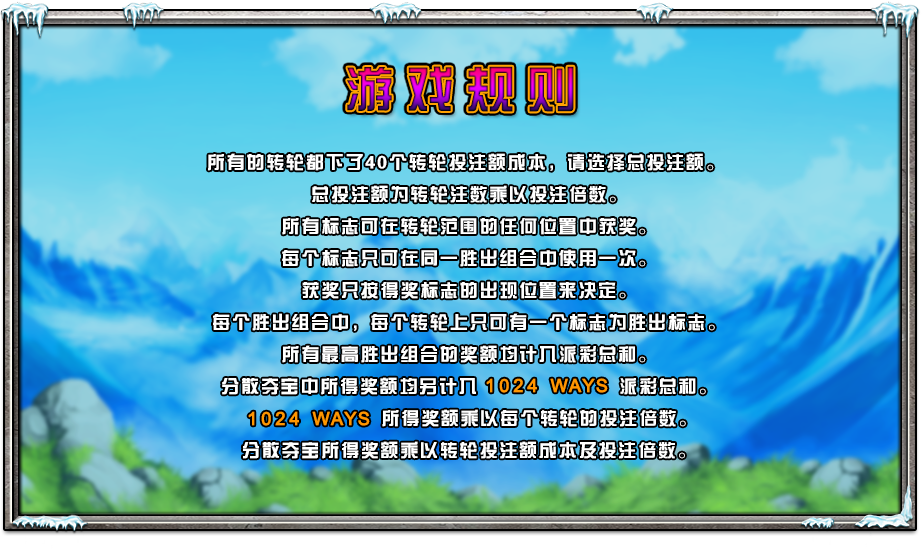 游戏规则
所有的转轮都下了40个转轮投注额成本，请选择总投注额。
总投注额为转轮注数乘以投注倍数。
所有标志可在转轮范围的任何位置中获奖。
每个标志只可在同一胜出组合中使用一次。
获奖只按得奖标志的出现位置来决定。
每个胜出组合中，每个转轮上只可有一个标志为胜出标志。
所有最高胜出组合的奖额均计入派彩总和。
分散夺宝中所得奖额均另计入 1024 WAYS 派彩总和。
1024 WAYS 所得奖额乘以每个转轮的投注倍数。
分散夺宝所得奖额乘以转轮投注额成本及投注倍数。